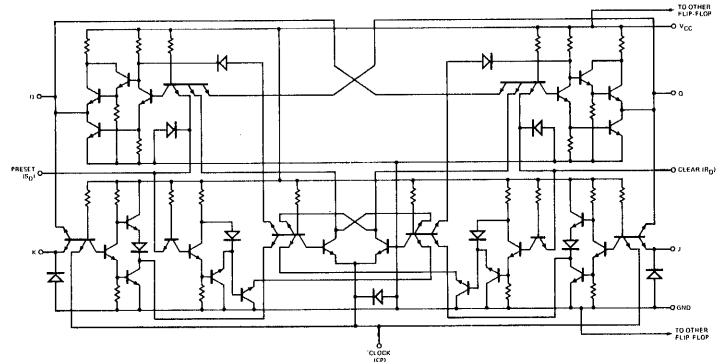 TO OTHER
FLIP-FLOP
VCC
Q
Q
PRESET
(SD)
CLEAR (RD)
K
J
GND
TO OTHER
FLIP FLOP
CLOCK
(CP)